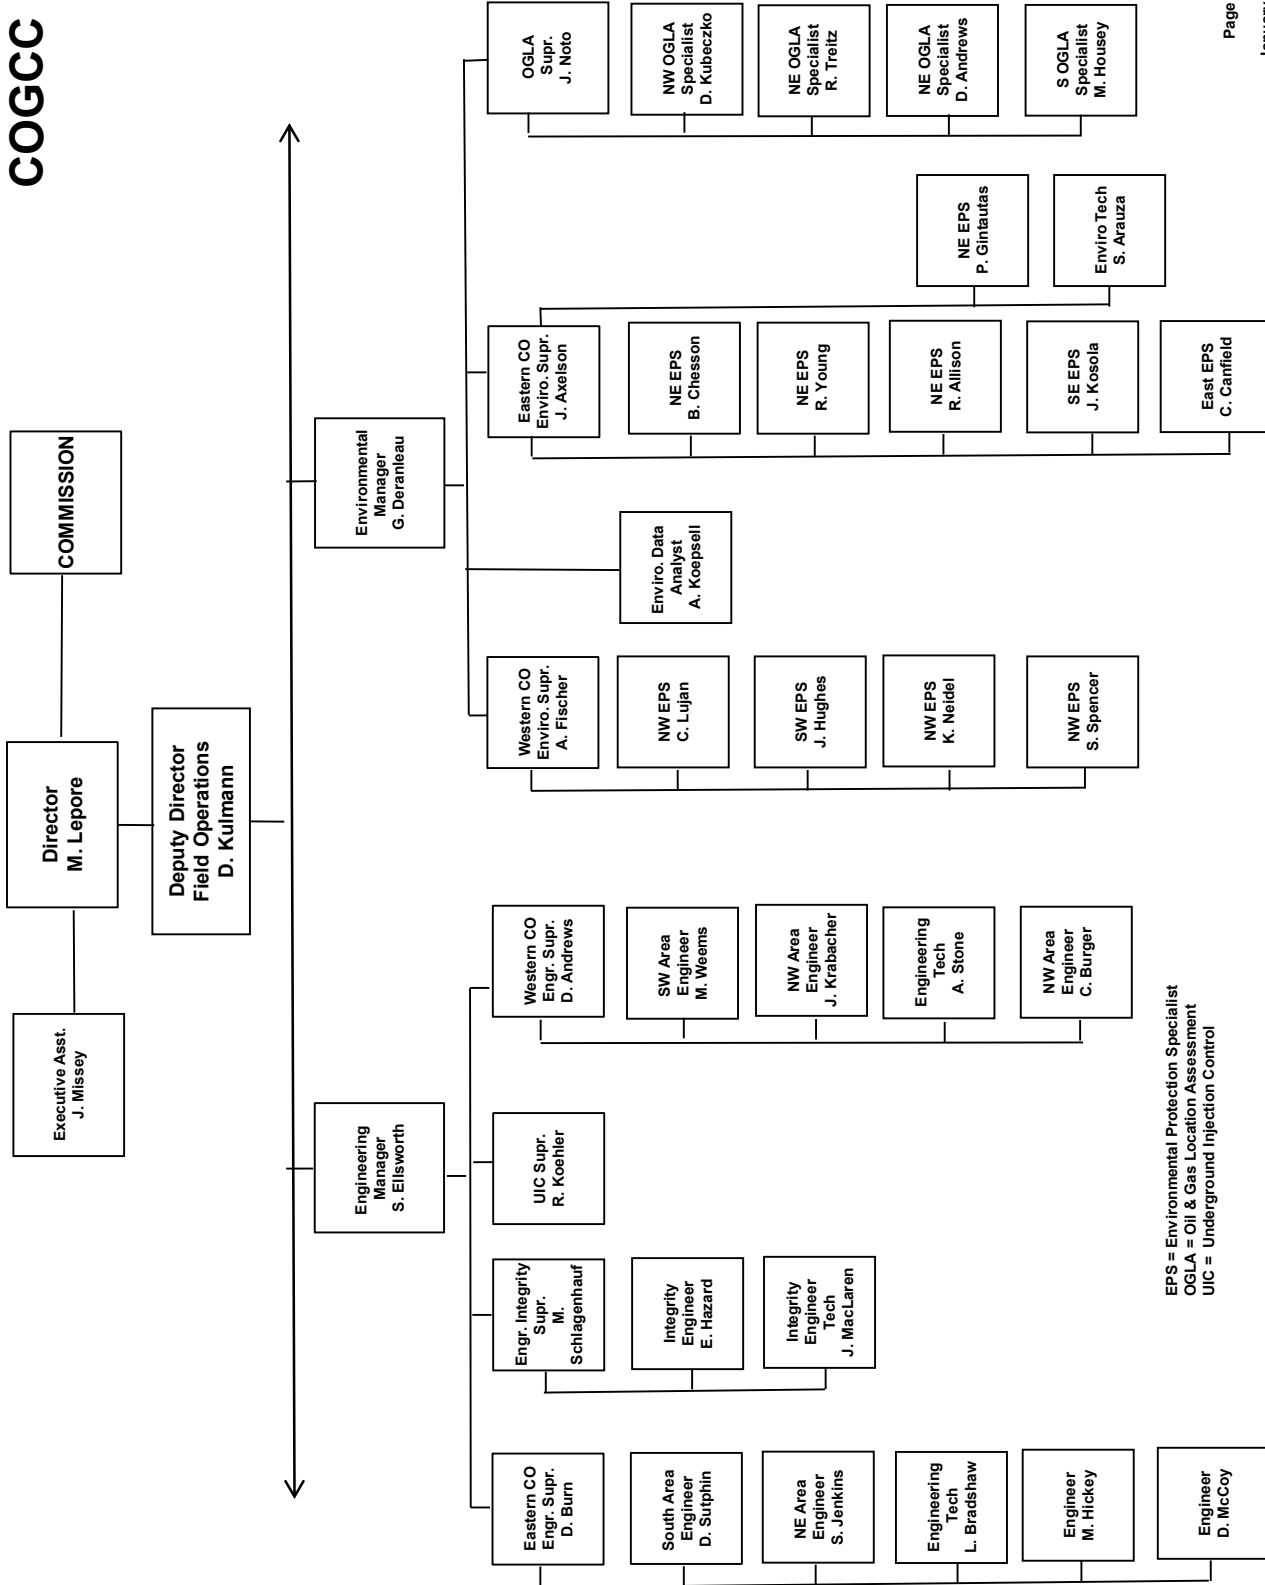 COGCC
COMMISSION
Director
M. Lepore
Executive Asst.
J. Missey
Deputy Director
Field Operations
D. Kulmann
Engineering
Manager
S. Ellsworth
Environmental
Manager
G. Deranleau
Eastern CO
Engr. Supr.
D. Burn
South Area
Engineer
D. Sutphin
NE Area
Engineer
S. Jenkins
Engineering
Tech
L. Bradshaw
Engineer
M. Hickey
Engineer
D. McCoy
Engr. Integrity
Supr.
M.
Schlagenhauf
Integrity
Engineer
E. Hazard
Integrity
Engineer
Tech
J. MacLaren
UIC Supr.
R. Koehler
Western CO
Engr. Supr.
D. Andrews
SW Area
Engineer
M. Weems
NW Area
Engineer
J. Krabacher
Engineering
Tech
A. Stone
NW Area
Engineer
C. Burger
Western CO
Enviro. Supr.
A. Fischer
NW EPS
C. Lujan
SW EPS
J. Hughes
NW EPS
K. Neidel
NW EPS
S. Spencer
Enviro. Data
Analyst
A. Koepsell
Eastern CO
Enviro. Supr.
J. Axelson
NE EPS
B. Chesson
NE EPS
R. Young
NE EPS
R. Allison
SE EPS
J. Kosola
East EPS
C. Canfield
NE EPS
P. Gintautas
Enviro Tech
S. Arauza
OGLA
Supr.
J. Noto
NW OGLA
Specialist
D. Kubeczko
NE OGLA
Specialist
R. Treitz
NE OGLA
Specialist
D. Andrews
S OGLA
Specialist
M. Housey
EPS = Environmental Protection Specialist
OGLA = Oil & Gas Location Assessment
UIC = Underground Injection Control
Page